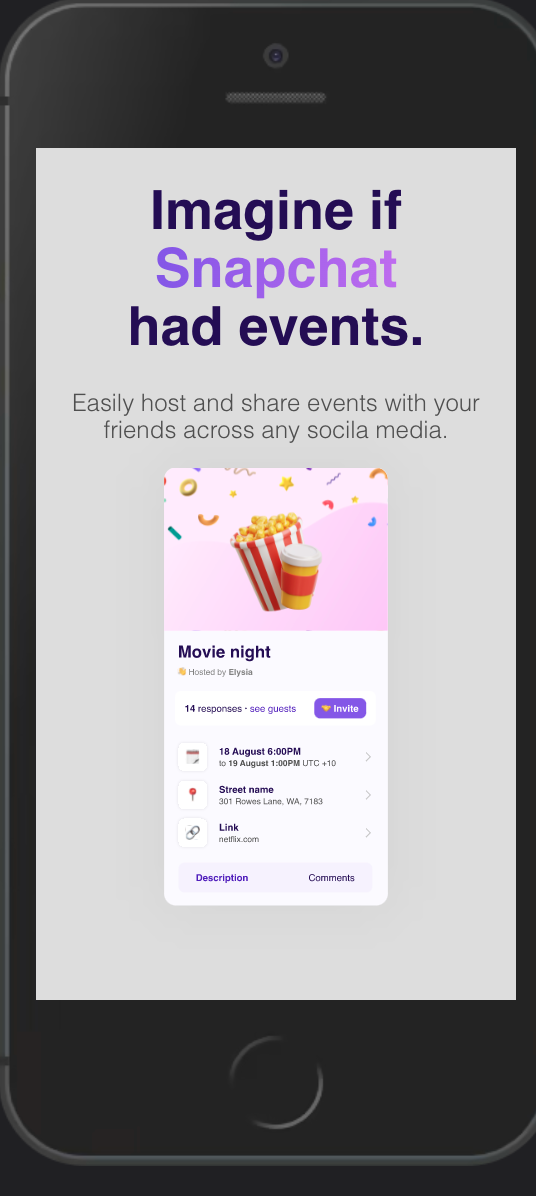 Imagine if
Snapchat
had events.
Easily host and share events with your
friends across any socila media.
Movie night
👋 Hosted by Elysia
14 responses · see guests
🤝 Invite
18 August 6:00PM
to 19 August 1:00PM UTC +10
Street name
301 Rowes Lane, WA, 7183
Link
netflix.com
Description
Comments